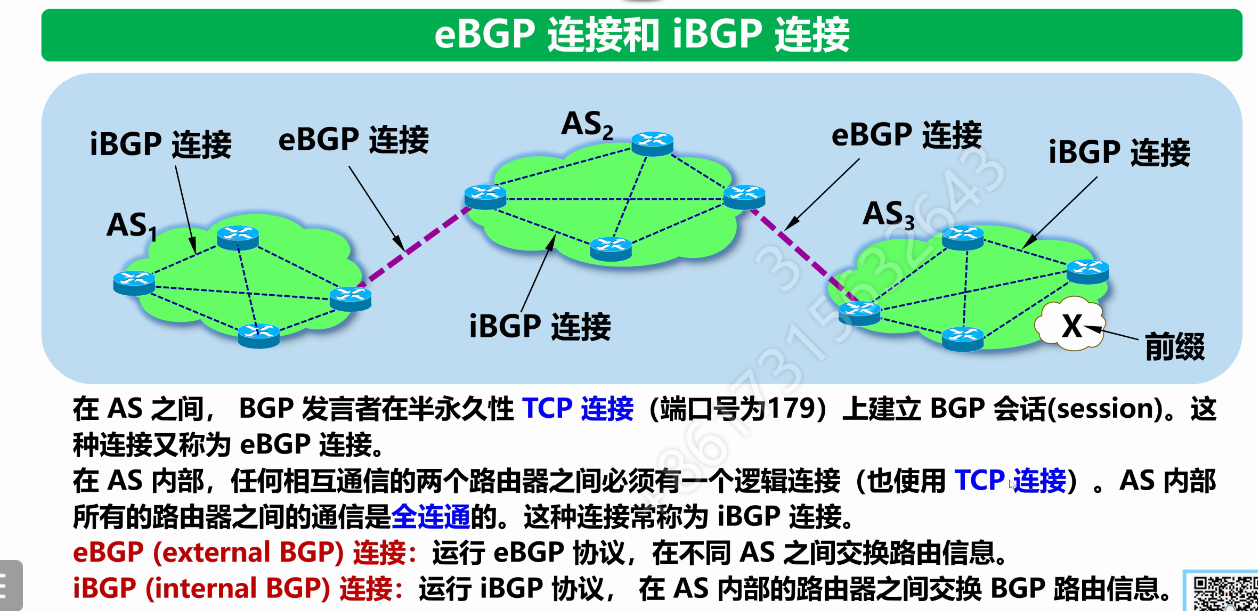 eBGP 连接和 iBGP 连接
iBGP 连接
eBGP 连接
AS2
eBGP 连接
iBGP 连接
AS1
AS3
iBGP 连接
X
前缀
在 AS 之间， BGP 发言者在半永久性 TCP 连接（端口号为179）上建立 BGP 会话(session)。这
种连接又称为 eBGP 连接。
在 AS 内部，任何相互通信的两个路由器之间必须有一个逻辑连接（也使用 TCP 连接）。AS 内部
所有的路由器之间的通信是全连通的。这种连接常称为 iBGP 连接。
eBGP (external BGP) 连接：运行 eBGP 协议，在不同 AS 之间交换路由信息。
iBGP (internal BGP) 连接：运行 iBGP 协议， 在 AS 内部的路由器之间交换 BGP 路由信息。